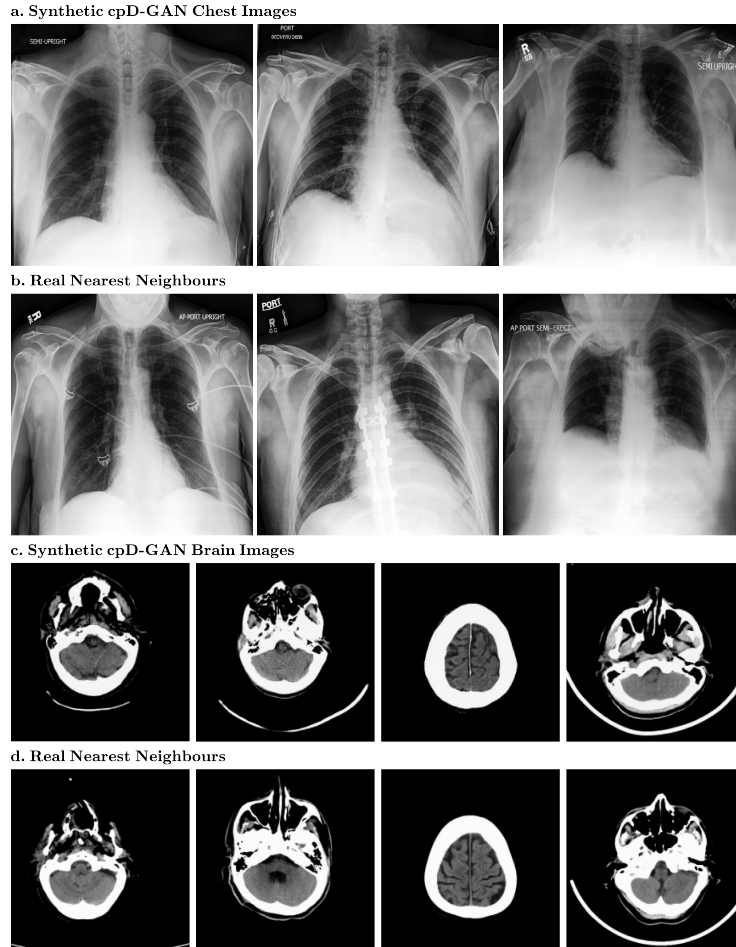 a. Synthetic cpD-GAN Chest Images
SEMI-UPRIGHT
PORT
R
SEMI UPRIGH
b. Real Nearest Neighbours
AP PORT UPRIGHT
PORT
R
G G
AP PORT SEMI-ERECT
c. Synthetic cpD-GAN Brain Images
d. Real Nearest Neighbours